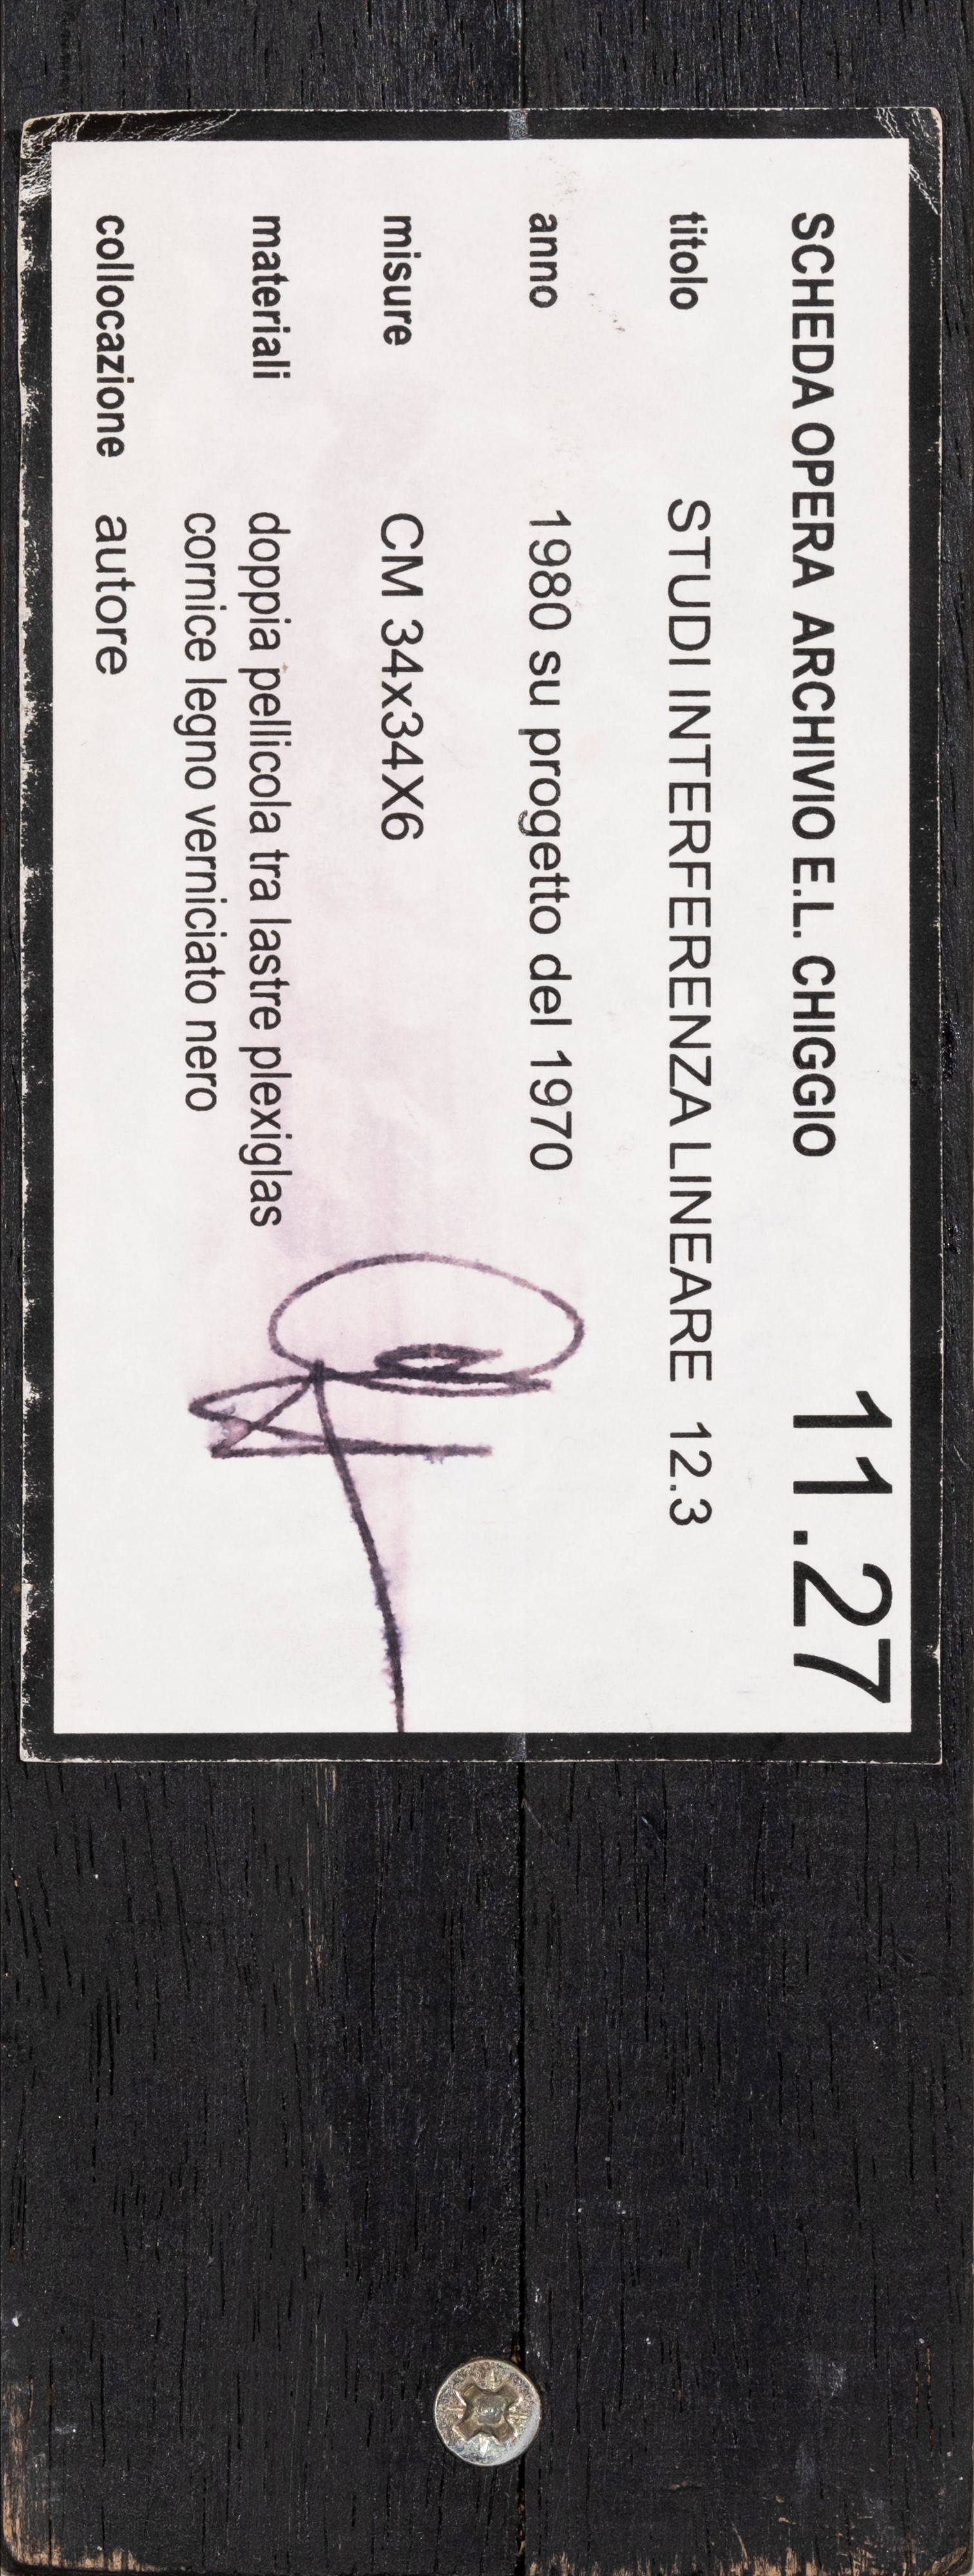 11.27
SCHEDA OPERA ARCHIVIO E.L. CHIGGIO
titolo STUDI INTERFERENZA LINEARE 12.3
anno 1980 su progetto del 1970
misure CM 34x34X6
materiali doppia pellicola tra lastre plexiglas
cornice legno verniciato nero
collocazione autore